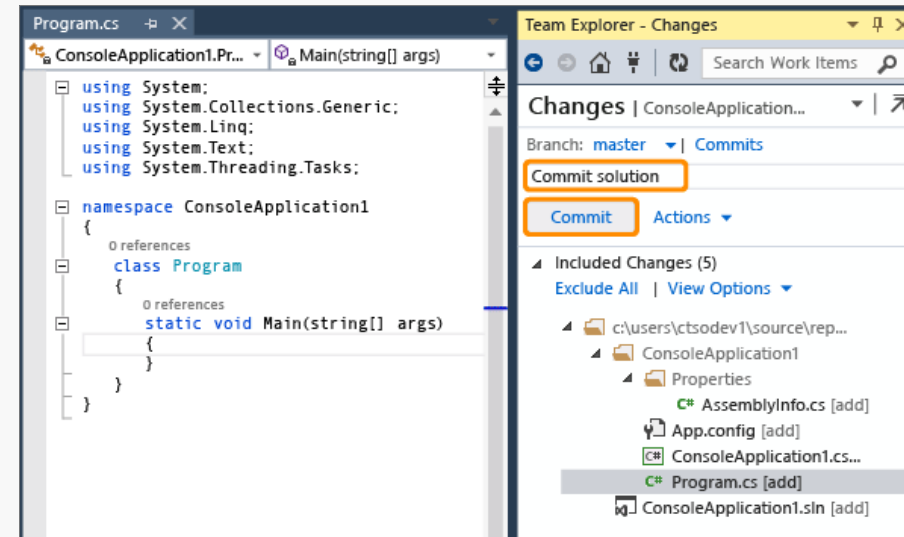 Program.cs
ConsoleApplication1.Pr...
Main(string[] args)
using System;
using System.Collections.Generic;
using System.Linq;
using System.Text;
using System.Threading.Tasks;
namespace ConsoleApplication1
{
0 references
class Program
{
0 references
static void Main(string[] args)
{
}
}
}
Team Explorer - Changes
Search Work Items
Changes | ConsoleApplication...
Branch: master | Commits
Commit solution
Commit Actions
Included Changes (5)
Exclude All | View Options
c:\users\ctsodev1\source\rep...
ConsoleApplication1
Properties
C# AssemblyInfo.cs [add]
App.config [add]
C# ConsoleApplication1.cs...
C# Program.cs [add]
ConsoleApplication1.sln [add]